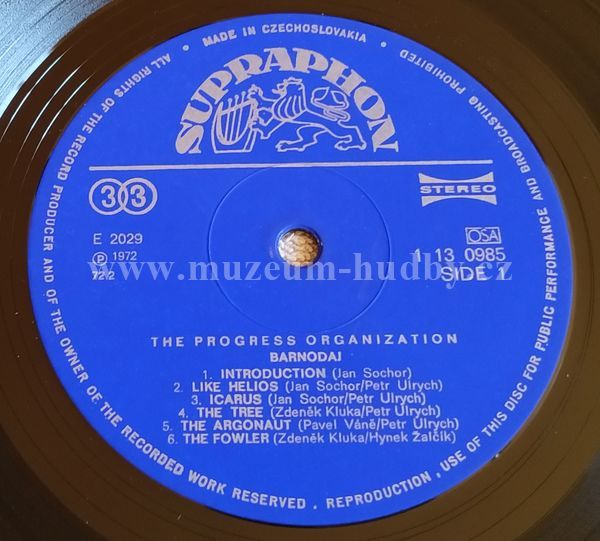 • MADE IN CZECHOSLOVAKIA •
ALL RIGHTS OF THE RECORD PRODUCER AND OF THE OWNER OF THE RECORDED WORK RESERVED . REPRODUCTION , USE OF THIS DISC FOR PUBLIC PERFORMANCE AND BROADCASTING PROHIBITED
SUPRAPHON
33
STEREO
E 2029
OSA
℗ 1972
1 13 0985
72 2
SIDE 1
www.muzeum-hudby.cz
THE PROGRESS ORGANIZATION
BARNODAJ
1. INTRODUCTION (Jan Sochor)
2. LIKE HELIOS (Jan Sochor/Petr Ulrych)
3. ICARUS (Jan Sochor/Petr Ulrych)
4. THE TREE (Zdeněk Kluka/Petr Ulrych)
5. THE ARGONAUT (Pavel Váně/Petr Ulrych)
6. THE FOWLER (Zdeněk Kluka/Hynek Žalčík)